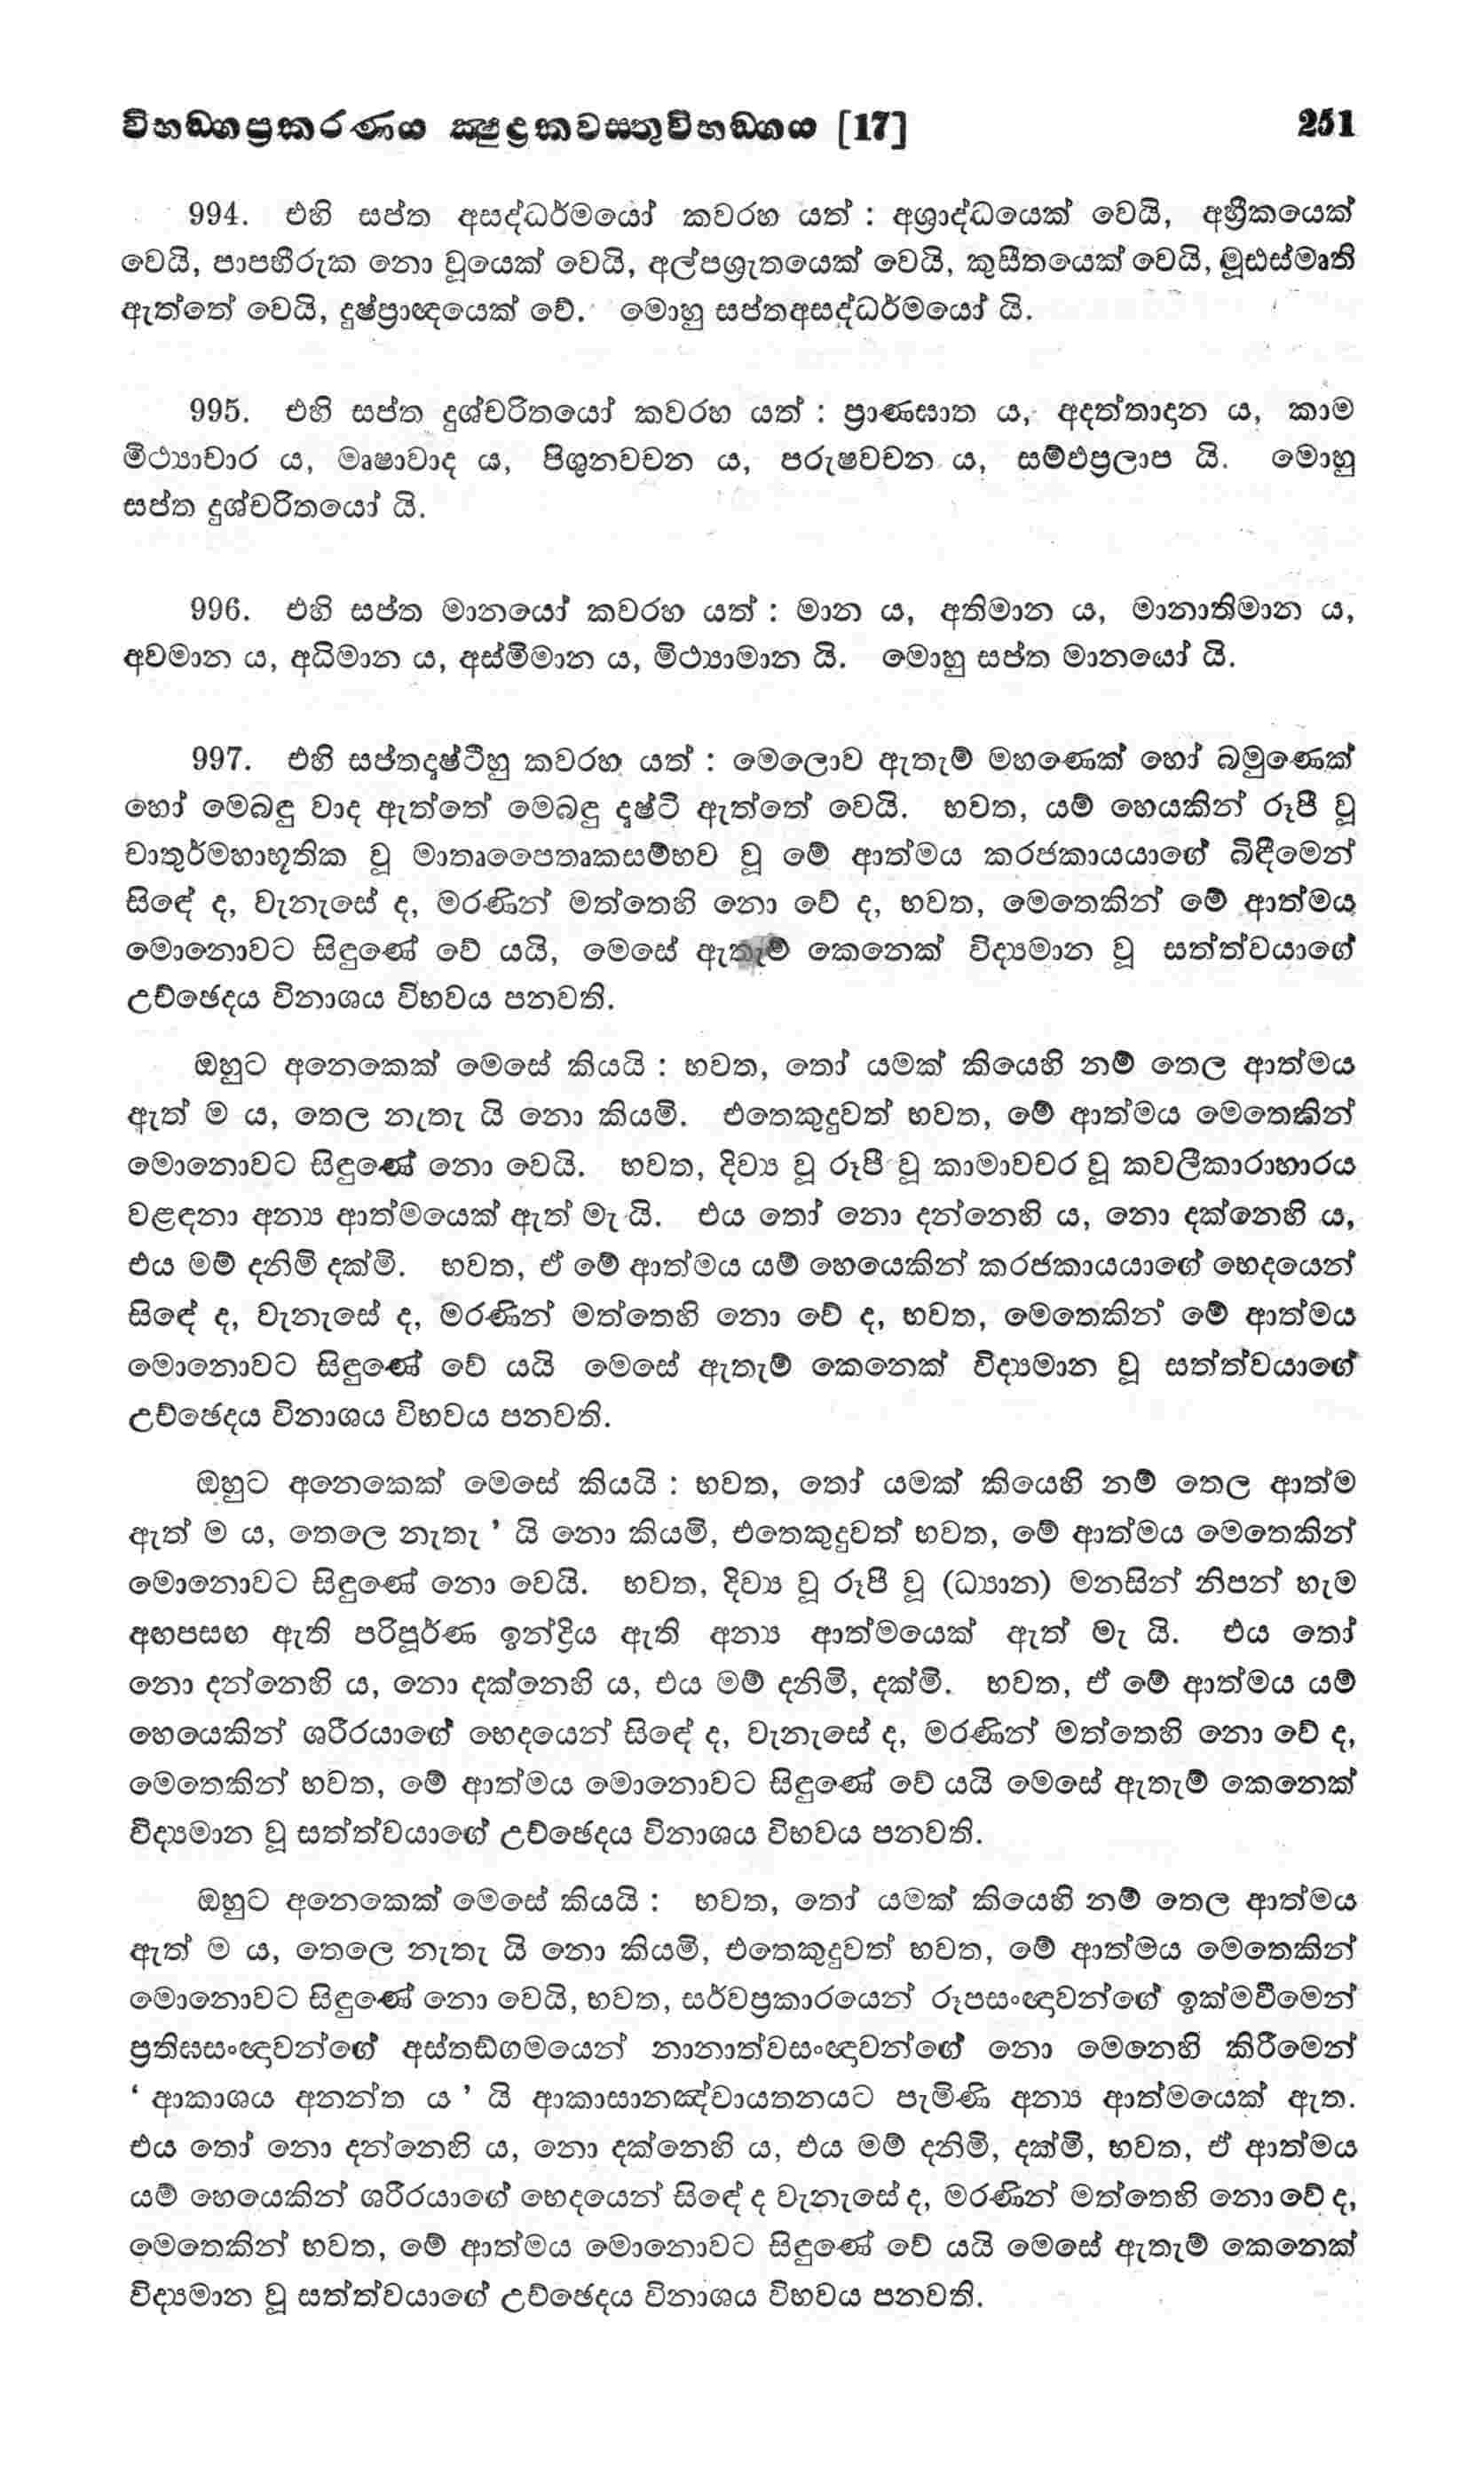 විභඞගප්‍රකරණය ක්‍ෂුද්‍රකවසතුවිභඞගය [17] 251
994. එහි සප්ත අසද්ධර්මයෝ කවරහ යත් : අශ්‍රාද්ධයෙක් වෙයි, අහ්‍රීකයෙක්
වෙයි, පාපභීරුක නො වූයෙක් වෙයි, අල්පශ්‍රුතයෙක් වෙයි, කුසීතයෙක් වෙයි, මූඪස්මෘති
ඇත්තේ වෙයි, දුෂ්ප්‍රාඥයෙක් වේ. මොහු සප්තඅසද්ධර්මයෝ යි.
995. එහි සප්ත දුශ්චරිතයෝ කවරහ යත් : ප්‍රාණඝාත ය, අදත්තාදාන ය, කාම
මිථ්‍යාචාර ය, මෘෂාවාද ය, පිශුනවචන ය, පරුෂවචන ය, සම්ඵප්‍රලාප යි. මොහු
සප්ත දුශ්චරිතයෝ යි.
996. එහි සප්ත මානයෝ කවරහ යත් : මාන ය, අතිමාන ය, මානාතිමාන ය,
අවමාන ය, අධිමාන ය, අස්මිමාන ය, මිථ්‍යාමාන යි. මොහු සප්ත මානයෝ යි.
997. එහි සප්තදෘෂ්ටීහු කවරහ යත් : මෙලොව ඇතැම් මහණෙක් හෝ බමුණෙක්
හෝ මෙබඳු වාද ඇත්තේ මෙබඳු දෘෂ්ටි ඇත්තේ වෙයි. භවත, යම් හෙයකින් රූපී වූ
චාතුර්මහාභූතික වූ මාතෘපෛතෘකසම්භව වූ මේ ආත්මය කරජකායයාගේ බිඳීමෙන්
සිඳේ ද, වැනැසේ ද, මරණින් මත්තෙහි නො වේ ද, භවත, මෙතෙකින් මේ ආත්මය
මොනොවට සිඳුණේ වේ යයි, මෙසේ ඇතැම් කෙනෙක් විද්‍යමාන වූ සත්ත්වයාගේ
උච්ඡෙදය විනාශය විභවය පනවති.
ඔහුට අනෙකෙක් මෙසේ කියයි : භවත, තෝ යමක් කියෙහි නම් තෙල ආත්මය
ඇත් ම ය, තෙල නැතැ යි නො කියමි. එතෙකුදුවත් භවත, මේ ආත්මය මෙතෙකින්
මොනොවට සිඳුණේ නො වෙයි. භවත, දිව්‍ය වූ රූපී වූ කාමාවචර වූ කවලීකාරාහාරය
වළඳනා අන්‍ය ආත්මයෙක් ඇත් මැ යි. එය තෝ නො දන්නෙහි ය, නො දක්නෙහි ය,
එය මම් දනිමි දක්මි. භවත, ඒ මේ ආත්මය යම් හෙයෙකින් කරජකායයාගේ භෙදයෙන්
සිඳේ ද, වැනැසේ ද, මරණින් මත්තෙහි නො වේ ද, භවත, මෙතෙකින් මේ ආත්මය
මොනොවට සිඳුණේ වේ යයි මෙසේ ඇතැම් කෙනෙක් විද්‍යමාන වූ සත්ත්වයාගේ
උච්ඡෙදය විනාශය විභවය පනවති.
ඔහුට අනෙකෙක් මෙසේ කියයි : භවත, තෝ යමක් කියෙහි නම් තෙල ආත්ම
ඇත් ම ය, තෙලෙ නැතැ ’ යි නො කියමි, එතෙකුදුවත් භවත, මේ ආත්මය මෙතෙකින්
මොනොවට සිඳුණේ නො වෙයි. භවත, දිව්‍ය වූ රූපී වූ (ධ්‍යාන) මනසින් නිපන් හැම
අඟපසඟ ඇති පරිපූර්ණ ඉන්ද්‍රිය ඇති අන්‍ය ආත්මයෙක් ඇත් මැ යි. එය තෝ
නො දන්නෙහි ය, නො දක්නෙහි ය, එය මම් දනිමි, දක්මි. භවත, ඒ මේ ආත්මය යම්
හෙයෙකින් ශරීරයාගේ භෙදයෙන් සිඳේ ද, වැනැසේ ද, මරණින් මත්තෙහි නො වේ ද,
මෙතෙකින් භවත, මේ ආත්මය මොනොවට සිඳුණේ වේ යයි මෙසේ ඇතැම් කෙනෙක්
විද්‍යමාන වූ සත්ත්වයාගේ උච්ඡෙදය විනාශය විභවය පනවති.
ඔහුට අනෙකෙක් මෙසේ කියයි : භවත, තෝ යමක් කියෙහි නම් තෙල ආත්මය
ඇත් ම ය, තෙලෙ නැතැ යි නො කියමි, එතෙකුදුවත් භවත, මේ ආත්මය මෙතෙකින්
මොනොවට සිඳුණේ නො වෙයි, භවත, සර්වප්‍රකාරයෙන් රූපසංඥාවන්ගේ ඉක්මවීමෙන්
ප්‍රතිඝසංඥාවන්ගේ අස්තඞ්ගමයෙන් නානාත්වසංඥාවන්ගේ නො මෙනෙහි කිරීමෙන්
‘ ආකාශය අනන්ත ය ’ යි ආකාසානඤ්චායතනයට පැමිණි අන්‍ය ආත්මයෙක් ඇත.
එය තෝ නො දන්නෙහි ය, නො දක්නෙහි ය, එය මම් දනිමි, දක්මි, භවත, ඒ ආත්මය
යම් හෙයෙකින් ශරීරයාගේ භෙදයෙන් සිඳේ ද වැනැසේ ද, මරණින් මත්තෙහි නො වේ ද,
මෙතෙකින් භවත, මේ ආත්මය මොනොවට සිඳුණේ වේ යයි මෙසේ ඇතැම් කෙනෙක්
විද්‍යමාන වූ සත්ත්වයාගේ උච්ඡෙදය විනාශය විභවය පනවති.